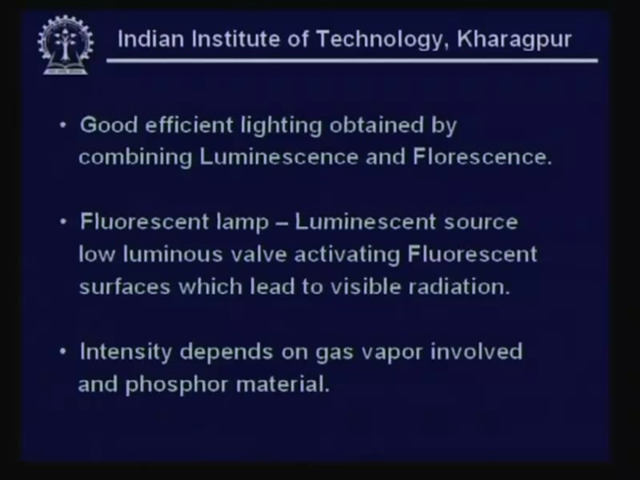 Indian Institute of Technology, Kharagpur
• Good efficient lighting obtained by
combining Luminescence and Florescence.
• Fluorescent lamp – Luminescent source
low luminous valve activating Fluorescent
surfaces which lead to visible radiation.
• Intensity depends on gas vapor involved
and phosphor material.